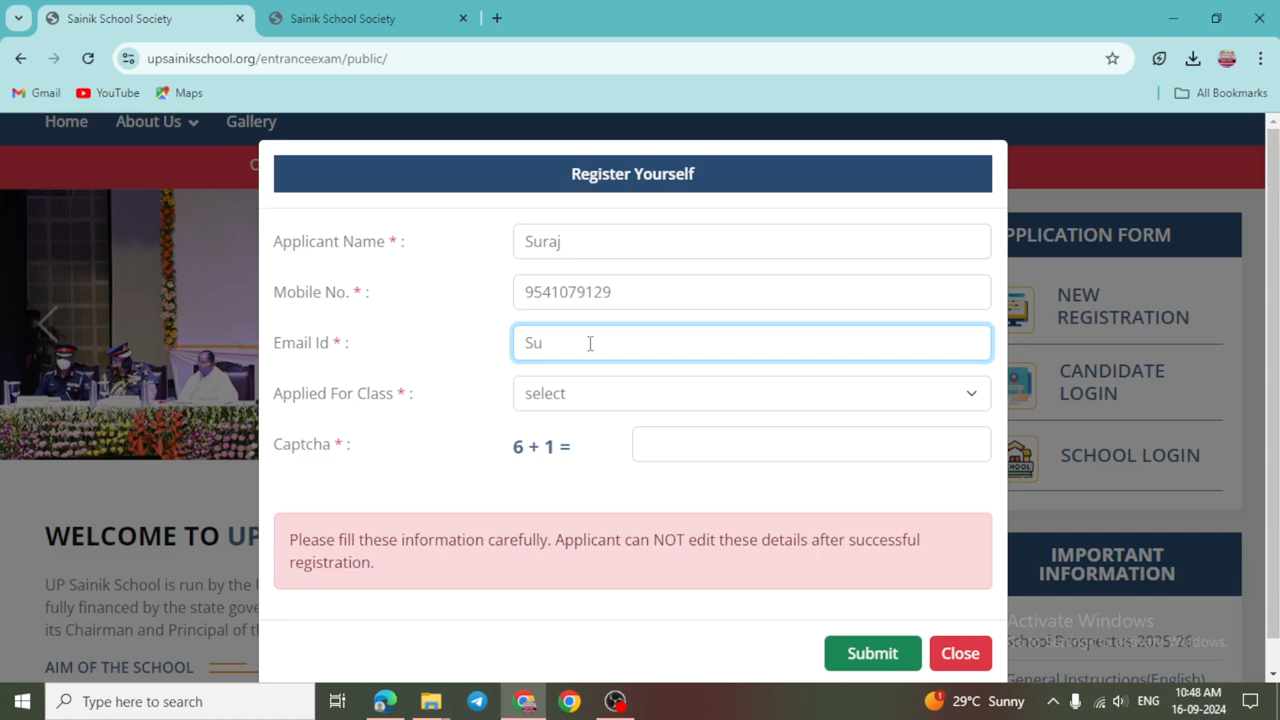 Sainik School Society
Sainik School Society
upsainikschool.org/entranceexam/public/
Gmail YouTube Maps All Bookmarks
Home About Us Gallery
Register Yourself
Applicant Name * : Suraj
Mobile No. * : 9541079129
Email Id * : Su
Applied For Class * : select
Captcha * : 6 + 1 =
Please fill these information carefully. Applicant can NOT edit these details after successful
registration.
Submit Close
PPLICATION FORM
NEW
REGISTRATION
CANDIDATE
LOGIN
SCHOOL LOGIN
WELCOME TO UP
UP Sainik School is run by the
fully financed by the state gove
its Chairman and Principal of th
AIM OF THE SCHOOL
IMPORTANT
INFORMATION
Activate Windows
School Prospectus 2025-26
General Instructions(English)
Type here to search
29°C Sunny
ENG
10:48 AM
16-09-2024